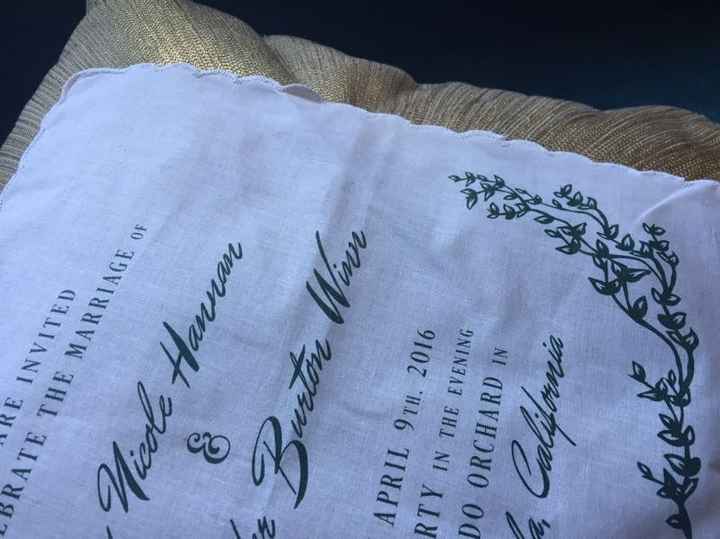 ARE INVITED
BRATE THE MARRIAGE OF
Nicole Hannan
&
Burton Winn
APRIL 9TH. 2016
RTY IN THE EVENING
DO ORCHARD IN
a, California